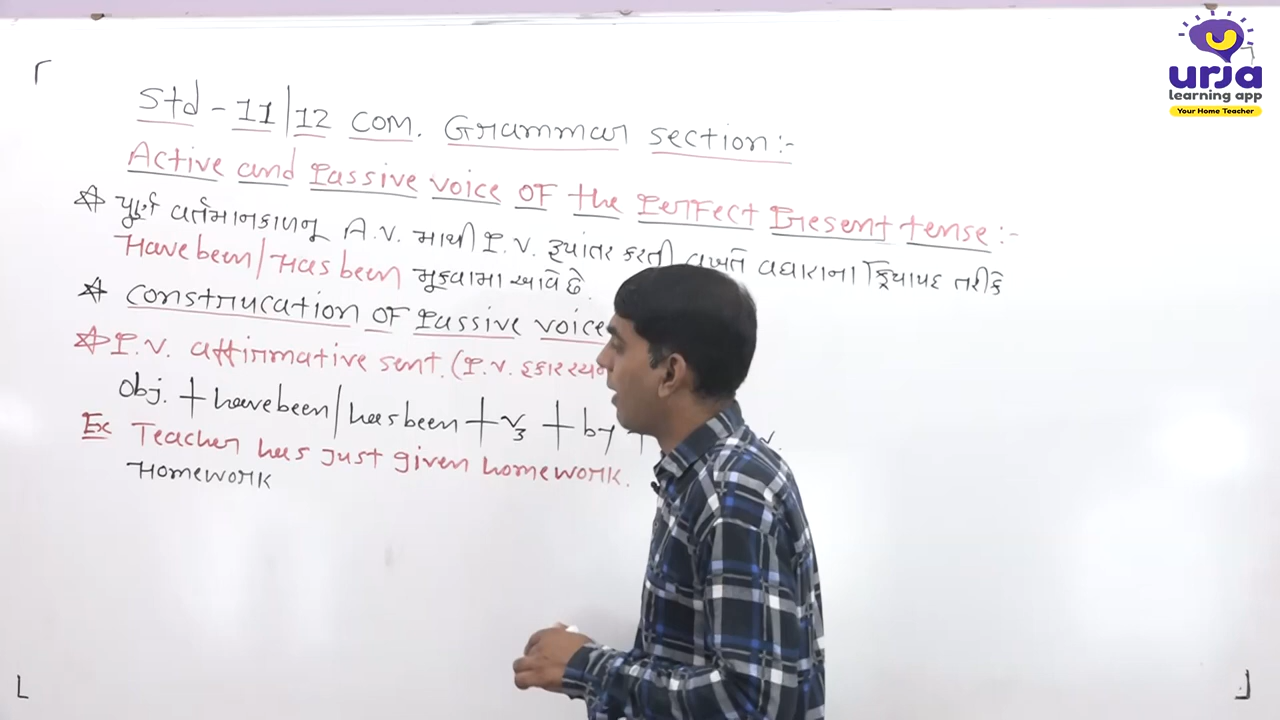 urja
learning app
Your Home Teacher
Std - 11|12 com. Grammar section:-
Active and Passive voice of the Perfect Present tense:-
☆ પૂર્ણ વર્તમાનકાળનુ A.V. માથી P.V. રૂપાંતર કરતી વખતે વધારાના ક્રિયાપદ તરીકે
Have been/Has been મૂકવામા આવે છે.
☆ construcation of Passive voice
☆ P.V. affirmative sent. (P.V. હકાર
Obj. + have been/has been + v3 + by +
Ex Teacher has just given homework.
Homework